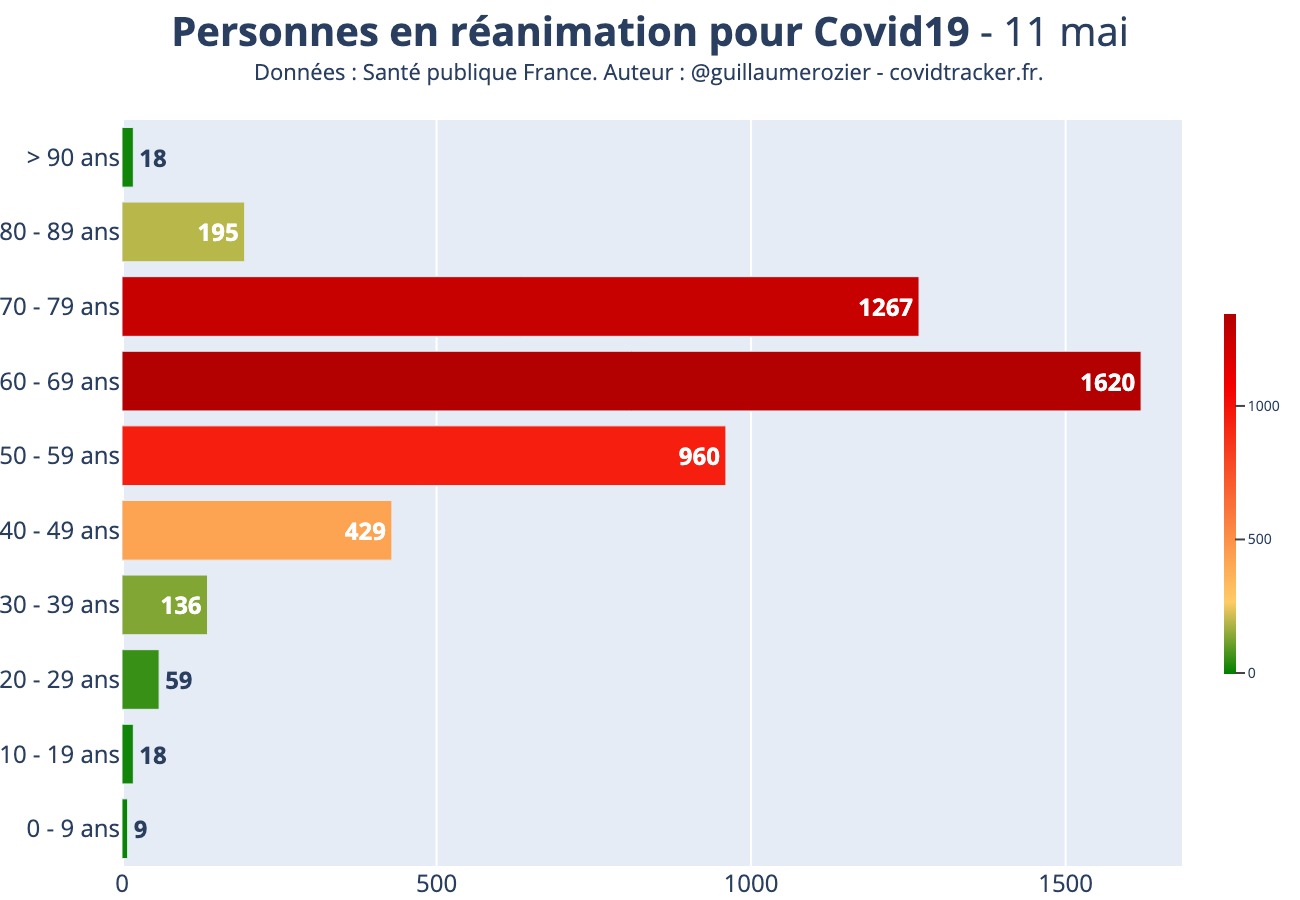 Personnes en réanimation pour Covid19 - 11 mai
Données : Santé publique France. Auteur : @guillaumerozier - covidtracker.fr.
> 90 ans 18
80 - 89 ans 195
70 - 79 ans 1267
60 - 69 ans 1620
50 - 59 ans 960
40 - 49 ans 429
30 - 39 ans 136
20 - 29 ans 59
10 - 19 ans 18
0 - 9 ans 9
0 500 1000 1500
1000
500
0